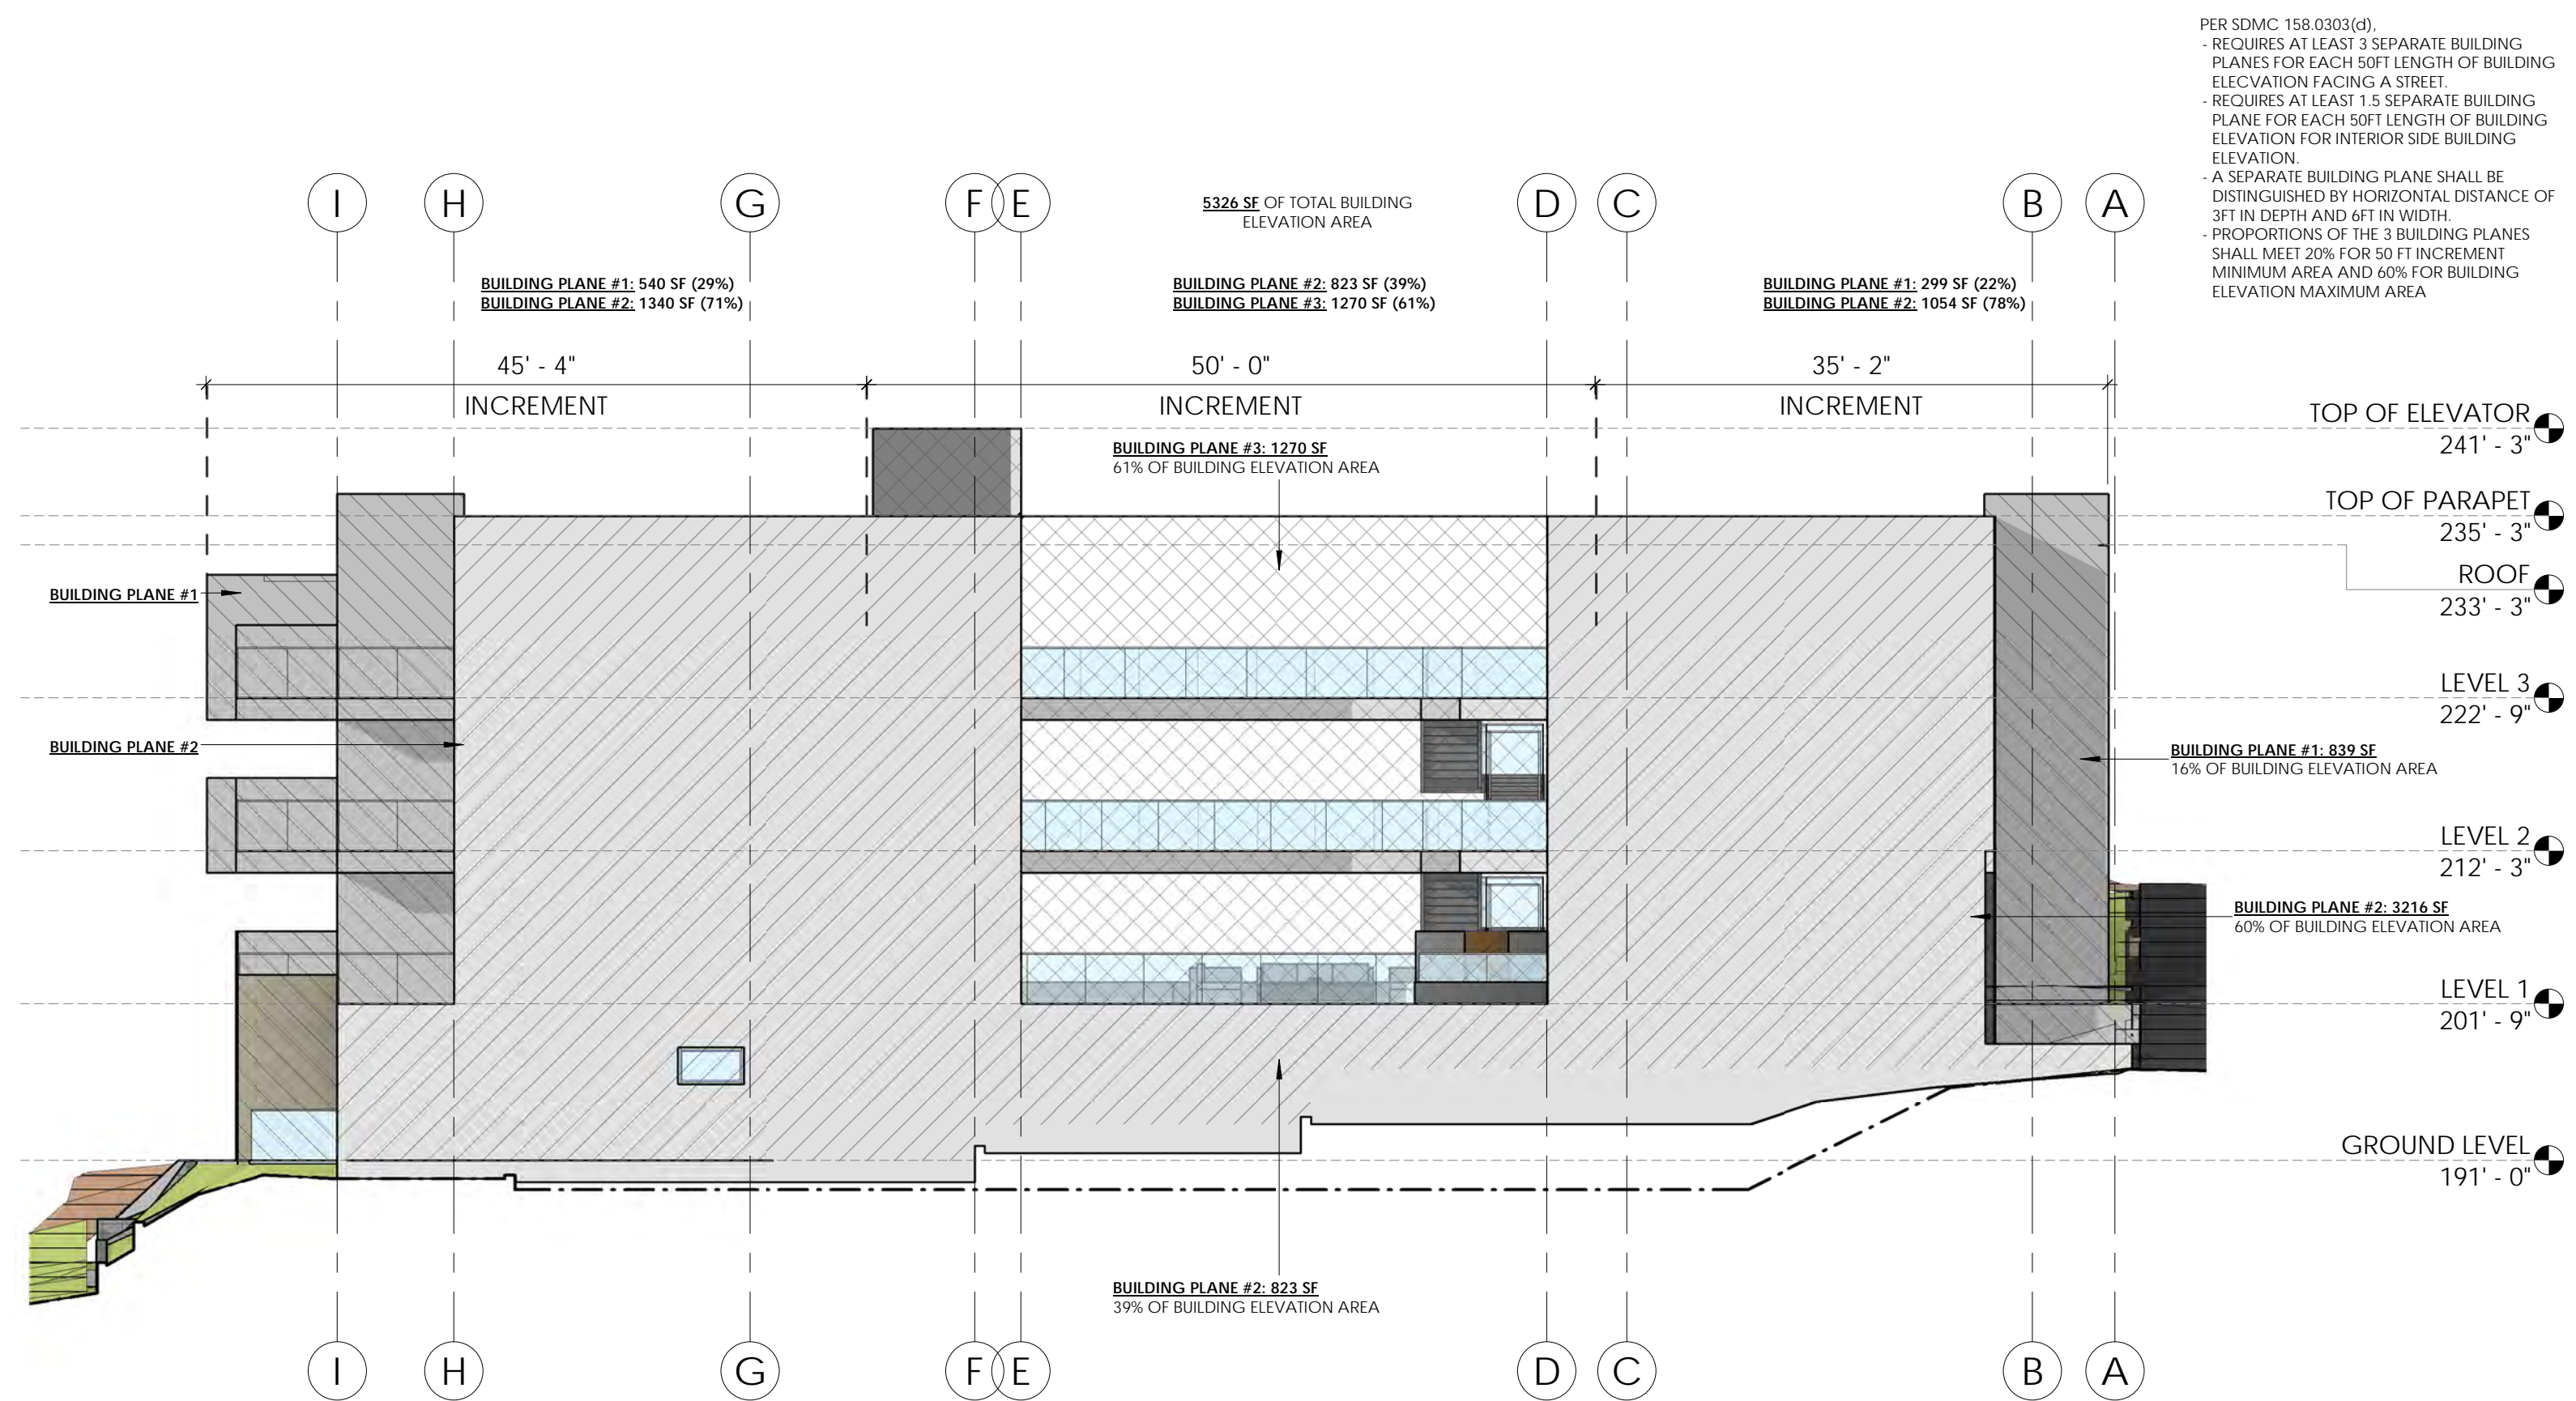 PER SDMC 158.0303(d),
- REQUIRES AT LEAST 3 SEPARATE BUILDING
PLANES FOR EACH 50FT LENGTH OF BUILDING
ELECVATION FACING A STREET.
- REQUIRES AT LEAST 1.5 SEPARATE BUILDING
PLANE FOR EACH 50FT LENGTH OF BUILDING
ELEVATION FOR INTERIOR SIDE BUILDING
ELEVATION.
- A SEPARATE BUILDING PLANE SHALL BE
DISTINGUISHED BY HORIZONTAL DISTANCE OF
3FT IN DEPTH AND 6FT IN WIDTH.
- PROPORTIONS OF THE 3 BUILDING PLANES
SHALL MEET 20% FOR 50 FT INCREMENT
MINIMUM AREA AND 60% FOR BUILDING
ELEVATION MAXIMUM AREA
I H G F E D C B A
5326 SF OF TOTAL BUILDING
ELEVATION AREA
BUILDING PLANE #1: 540 SF (29%)
BUILDING PLANE #2: 1340 SF (71%)
BUILDING PLANE #2: 823 SF (39%)
BUILDING PLANE #3: 1270 SF (61%)
BUILDING PLANE #1: 299 SF (22%)
BUILDING PLANE #2: 1054 SF (78%)
45' - 4"
INCREMENT
50' - 0"
INCREMENT
35' - 2"
INCREMENT
TOP OF ELEVATOR
241' - 3"
BUILDING PLANE #3: 1270 SF
61% OF BUILDING ELEVATION AREA
TOP OF PARAPET
235' - 3"
ROOF
233' - 3"
BUILDING PLANE #1
LEVEL 3
222' - 9"
BUILDING PLANE #2
BUILDING PLANE #1: 839 SF
16% OF BUILDING ELEVATION AREA
LEVEL 2
212' - 3"
BUILDING PLANE #2: 3216 SF
60% OF BUILDING ELEVATION AREA
LEVEL 1
201' - 9"
GROUND LEVEL
191' - 0"
BUILDING PLANE #2: 823 SF
39% OF BUILDING ELEVATION AREA
I H G F E D C B A